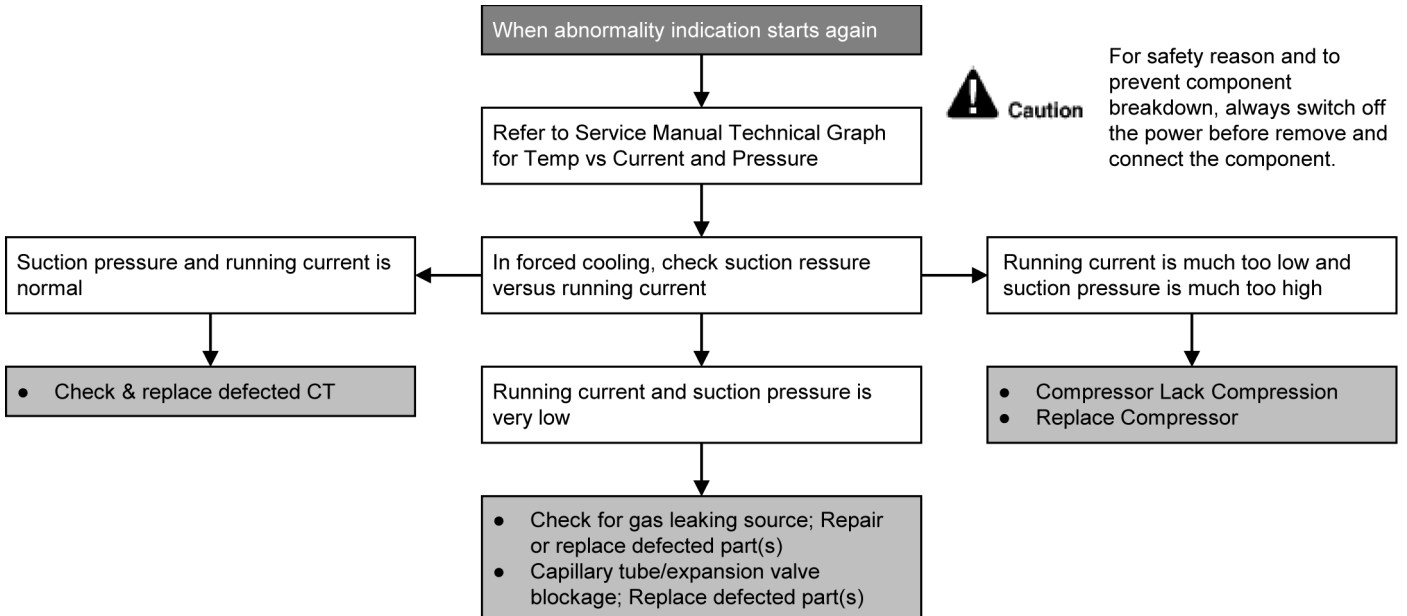 When abnormality indication starts again
For safety reason and to
prevent component
breakdown, always switch off
the power before remove and
connect the component.
Caution
Refer to Service Manual Technical Graph
for Temp vs Current and Pressure
Suction pressure and running current is
normal
In forced cooling, check suction ressure
versus running current
Running current is much too low and
suction pressure is much too high
● Check & replace defected CT
Running current and suction pressure is
very low
● Compressor Lack Compression
● Replace Compressor
● Check for gas leaking source; Repair
or replace defected part(s)
● Capillary tube/expansion valve
blockage; Replace defected part(s)